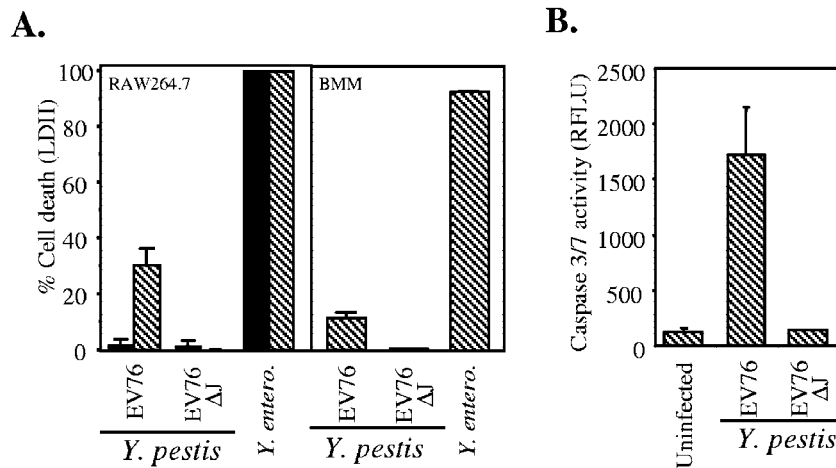 A.
B.
RAW264.7
BMM
% Cell death (LDH)
100
80
60
40
20
0
EV76
EV76
ΔJ
Y. entero.
EV76
EV76
ΔJ
Y. entero.
Y. pestis
Y. pestis
Caspase 3/7 activity (RFLU)
2500
2000
1500
1000
500
0
Uninfected
EV76
EV76
ΔJ
Y. pestis